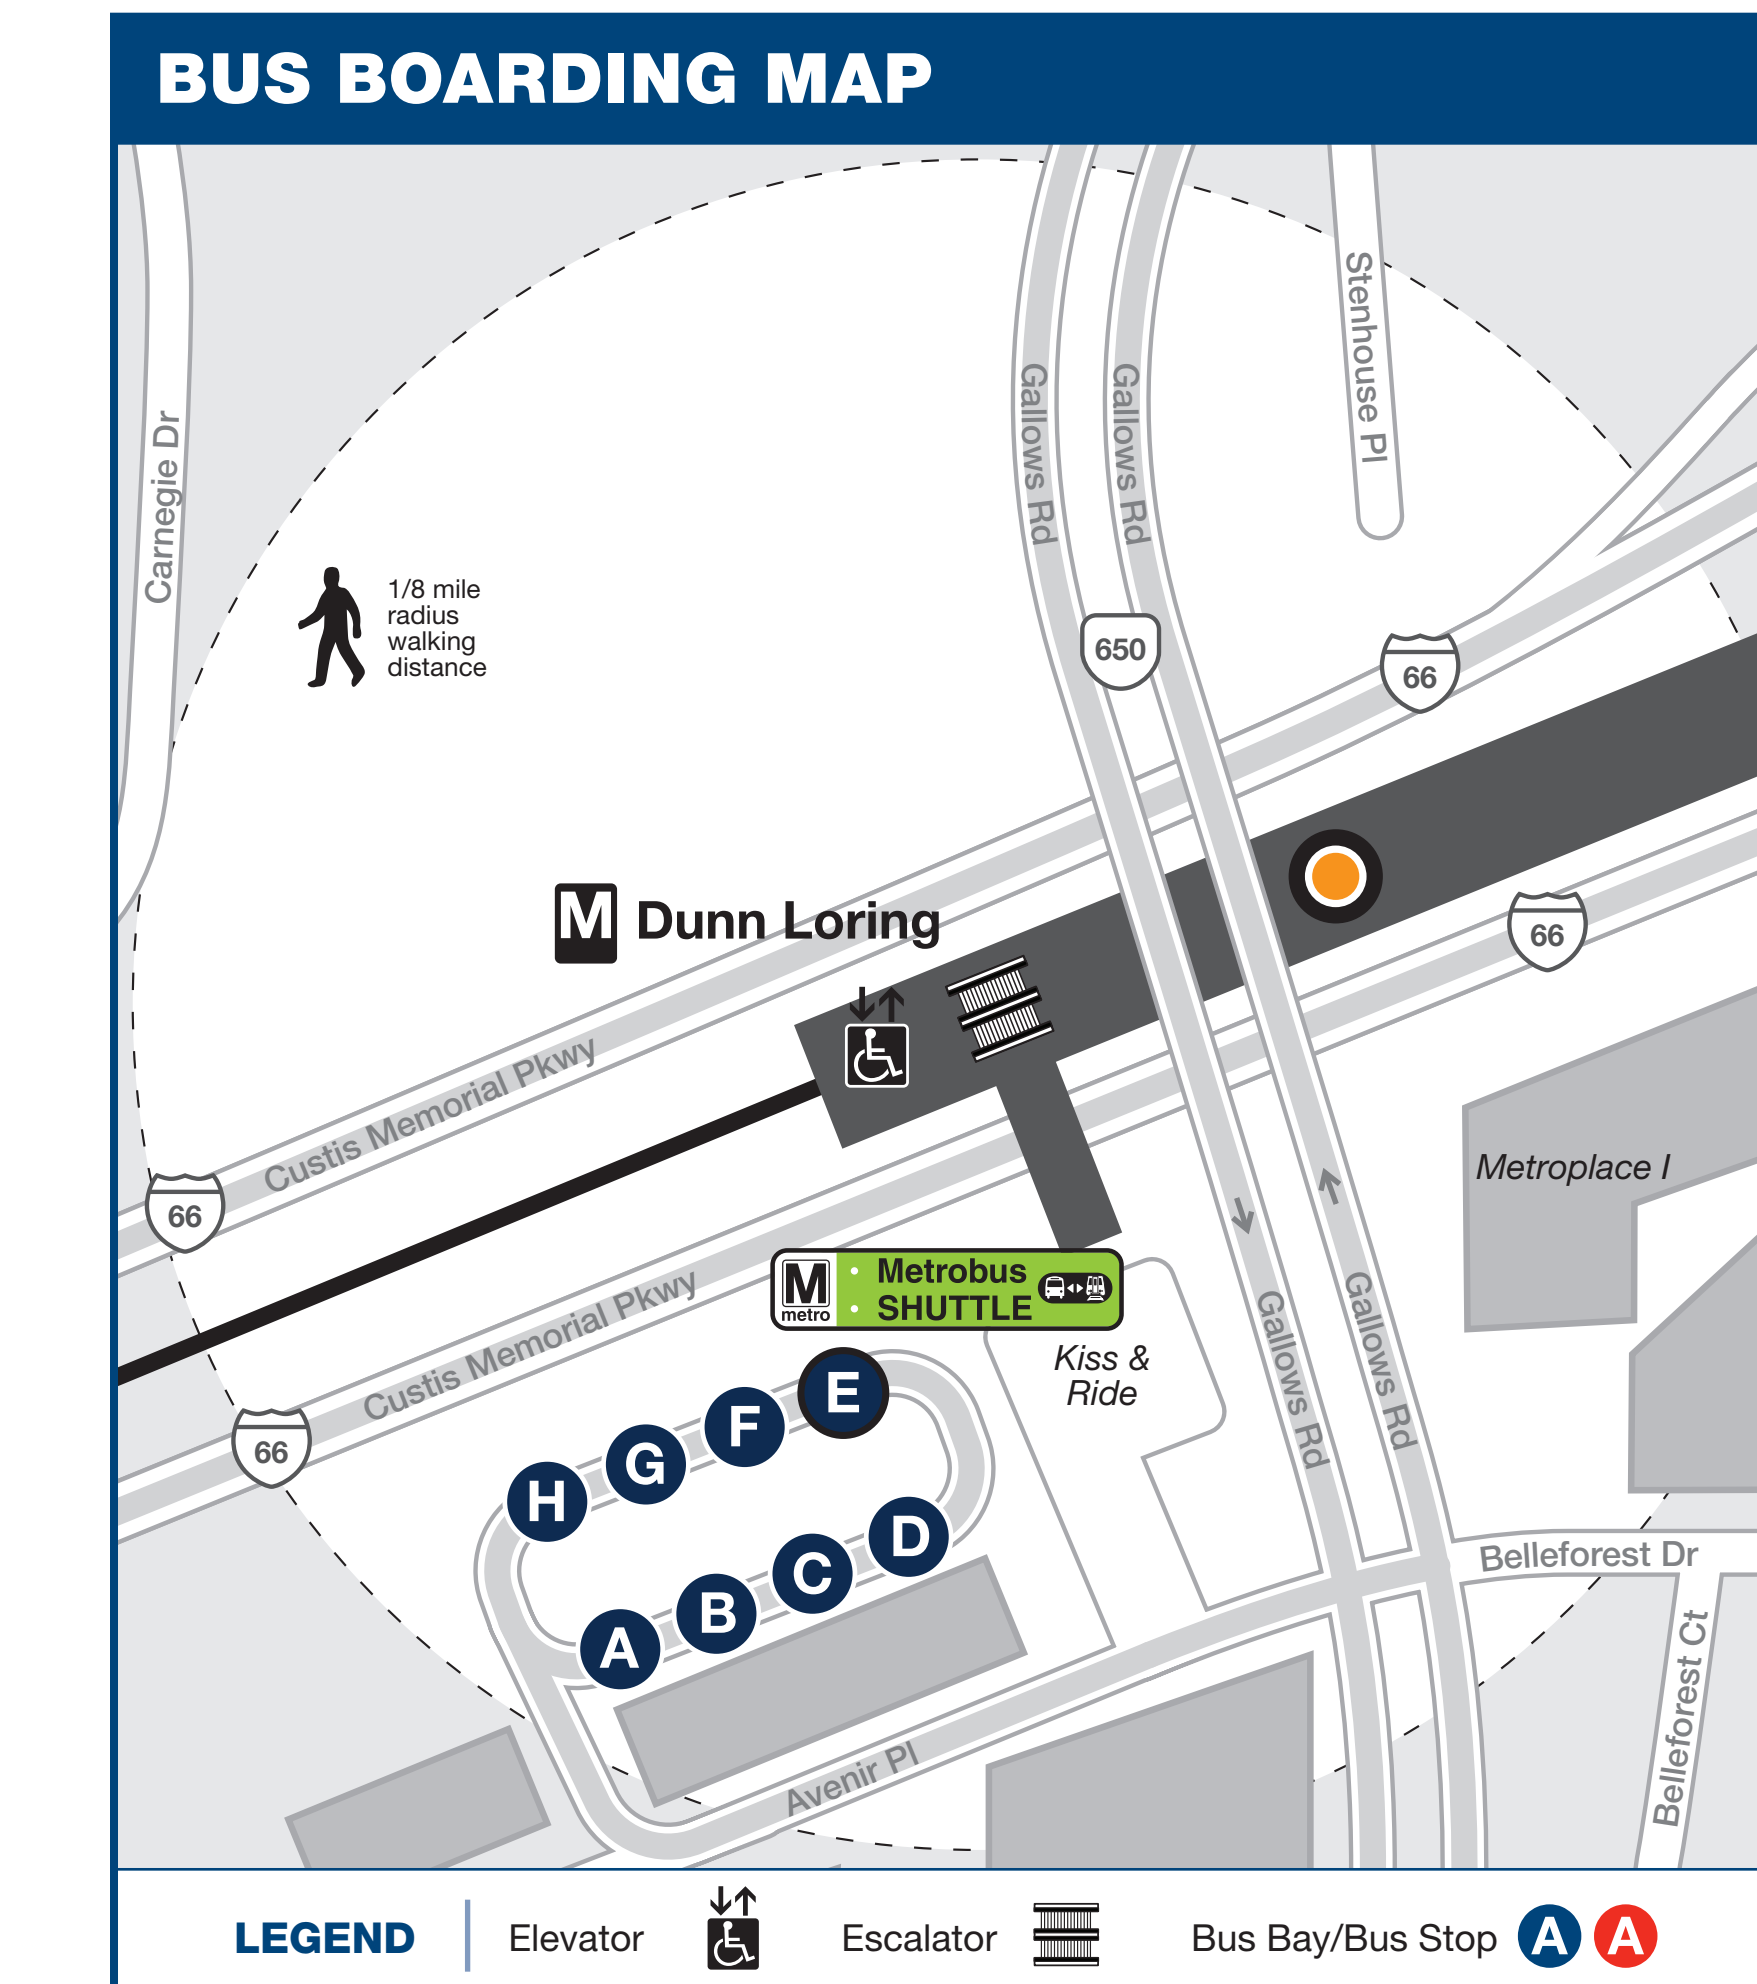 BUS BOARDING MAP
Stenhouse Pl
Gallows Rd
Gallows Rd
Carnegie Dr
1/8 mile
radius
walking
distance
650
66
M Dunn Loring
66
Custis Memorial Pkwy
66
Metroplace I
M
metro
• Metrobus
• SHUTTLE
Custis Memorial Pkwy
Gallows Rd
Gallows Rd
Kiss &
Ride
66
E
F
G
H
D
C
B
A
Belleforest Dr
Belleforest Ct
Avenir Pl
LEGEND
Elevator
Escalator
Bus Bay/Bus Stop A A